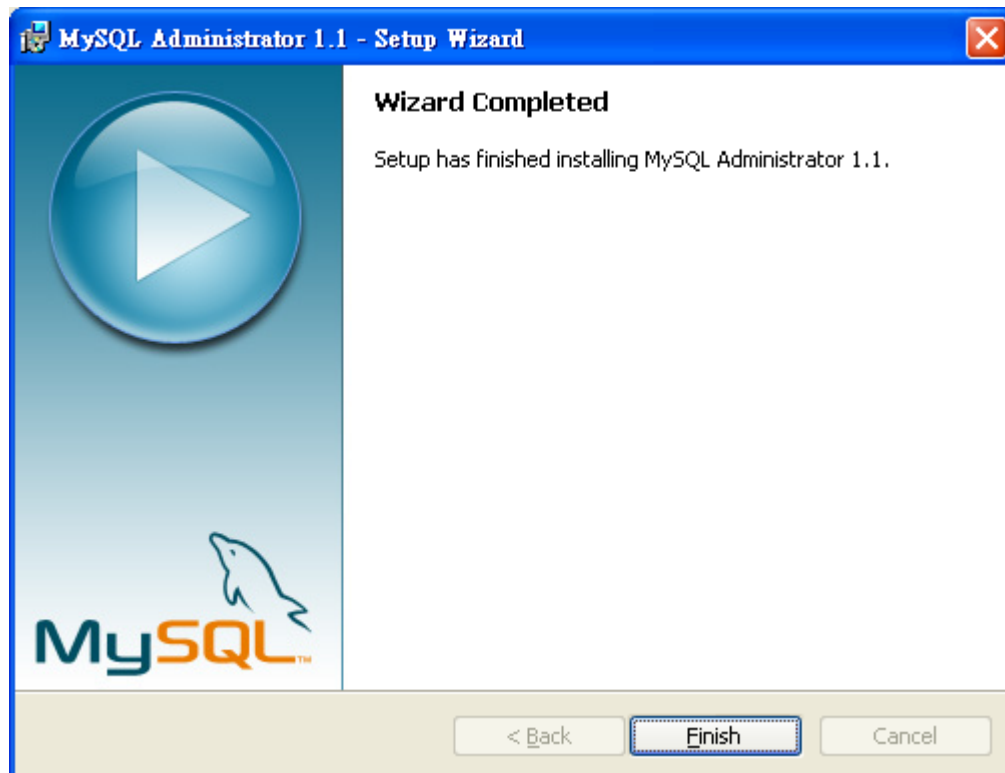 MySQL Administrator 1.1 - Setup Wizard
Wizard Completed
Setup has finished installing MySQL Administrator 1.1.
MySQL™
< Back
Finish
Cancel